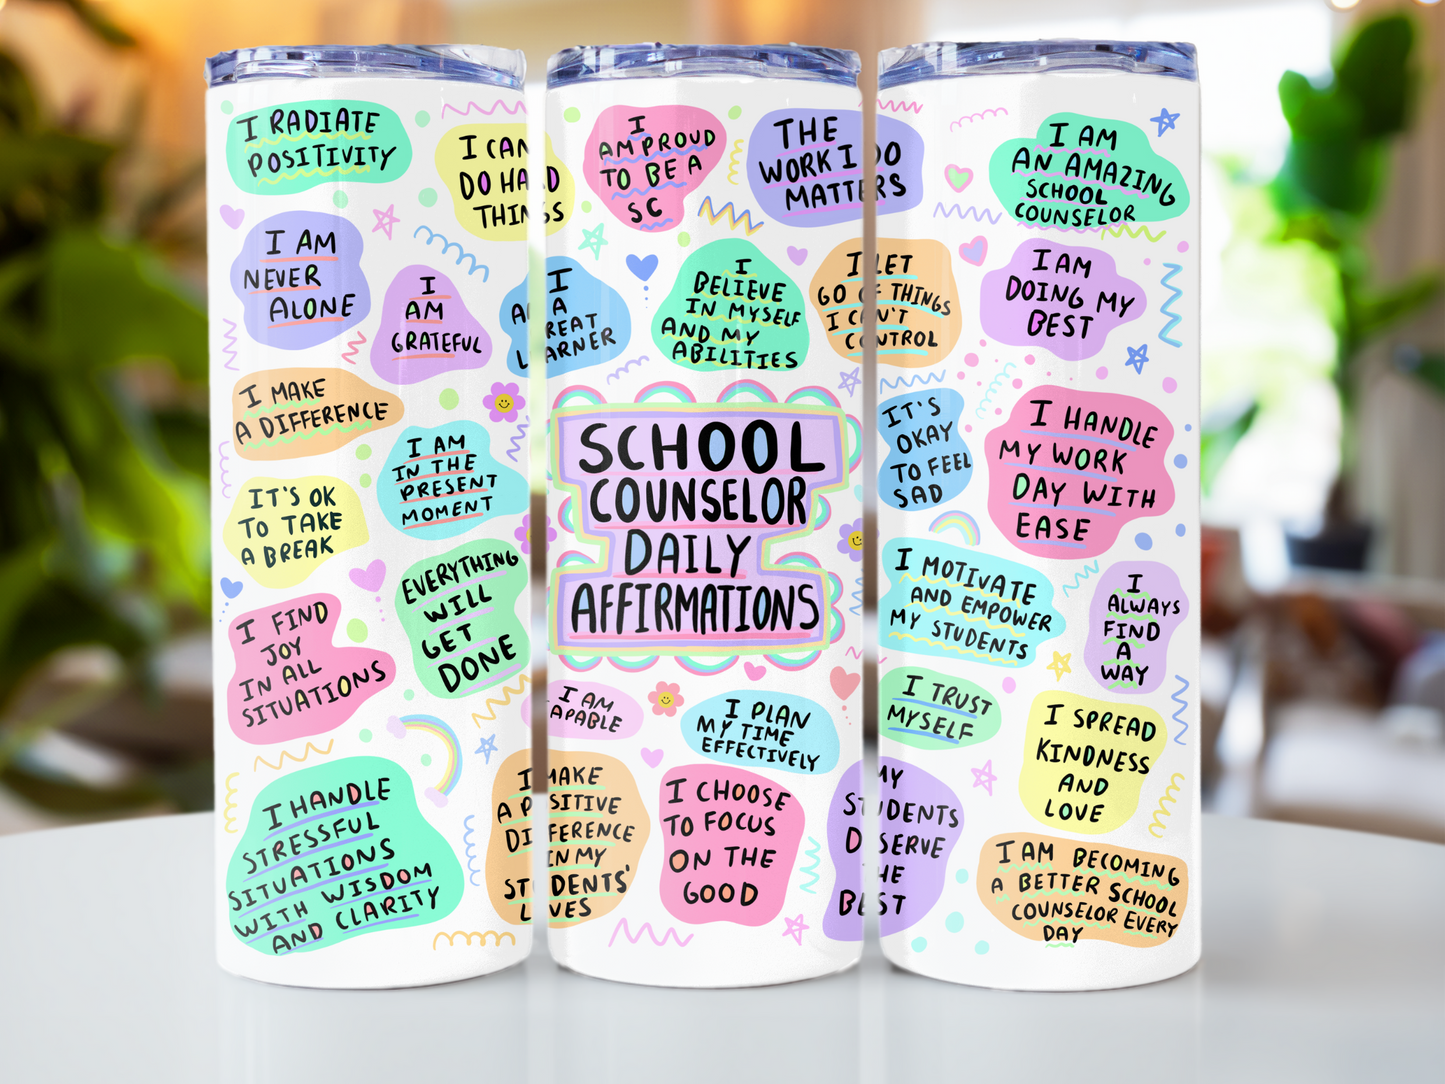 I RADIATE
POSITIVITY
I CAN
DO HARD
THINGS
I AM
NEVER
ALONE
I
AM
GRATEFUL
I
AM A
GREAT
LEARNER
I MAKE
A DIFFERENCE
I AM
IN THE
PRESENT
MOMENT
IT'S OK
TO TAKE
A BREAK
EVERYTHING
WILL
GET
DONE
I FIND
JOY
IN ALL
SITUATIONS
I HANDLE
STRESSFUL
SITUATIONS
WITH WISDOM
AND CLARITY
I MAKE
A POSITIVE
DIFFERENCE
IN MY
STUDENTS'
LIVES
I
AM PROUD
TO BE A
SC
THE
WORK I DO
MATTERS
I
BELIEVE
IN MYSELF
AND MY
ABILITIES
I LET
GO OF THINGS
I CAN'T
CONTROL
SCHOOL
COUNSELOR
DAILY
AFFIRMATIONS
I AM
CAPABLE
I PLAN
MY TIME
EFFECTIVELY
I CHOOSE
TO FOCUS
ON THE
GOOD
MY
STUDENTS
DESERVE
THE
BEST
I AM
AN AMAZING
SCHOOL
COUNSELOR
I AM
DOING MY
BEST
IT'S
OKAY
TO FEEL
SAD
I HANDLE
MY WORK
DAY WITH
EASE
I MOTIVATE
AND EMPOWER
MY STUDENTS
I
ALWAYS
FIND
A
WAY
I TRUST
MYSELF
I SPREAD
KINDNESS
AND
LOVE
I AM BECOMING
A BETTER SCHOOL
COUNSELOR EVERY
DAY